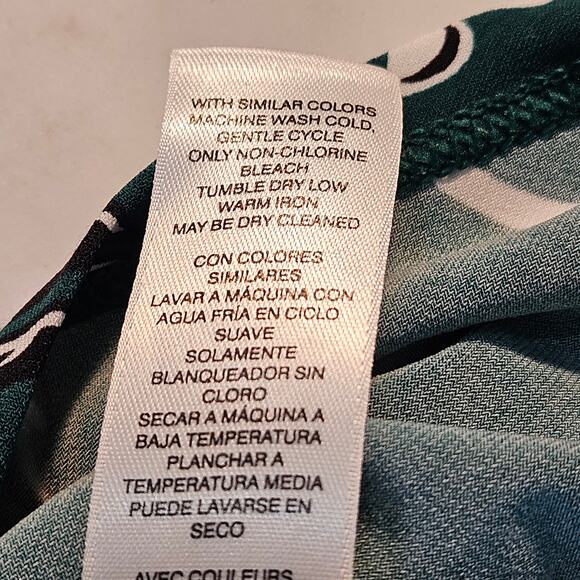 WITH SIMILAR COLORS
MACHINE WASH COLD,
GENTLE CYCLE
ONLY NON-CHLORINE
BLEACH
TUMBLE DRY LOW
WARM IRON
MAY BE DRY CLEANED
CON COLORES
SIMILARES
LAVAR A MÁQUINA CON
AGUA FRÍA EN CICLO
SUAVE
SOLAMENTE
BLANQUEADOR SIN
CLORO
SECAR A MÁQUINA A
BAJA TEMPERATURA
PLANCHAR A
TEMPERATURA MEDIA
PUEDE LAVARSE EN
SECO
AVEC COULEURS